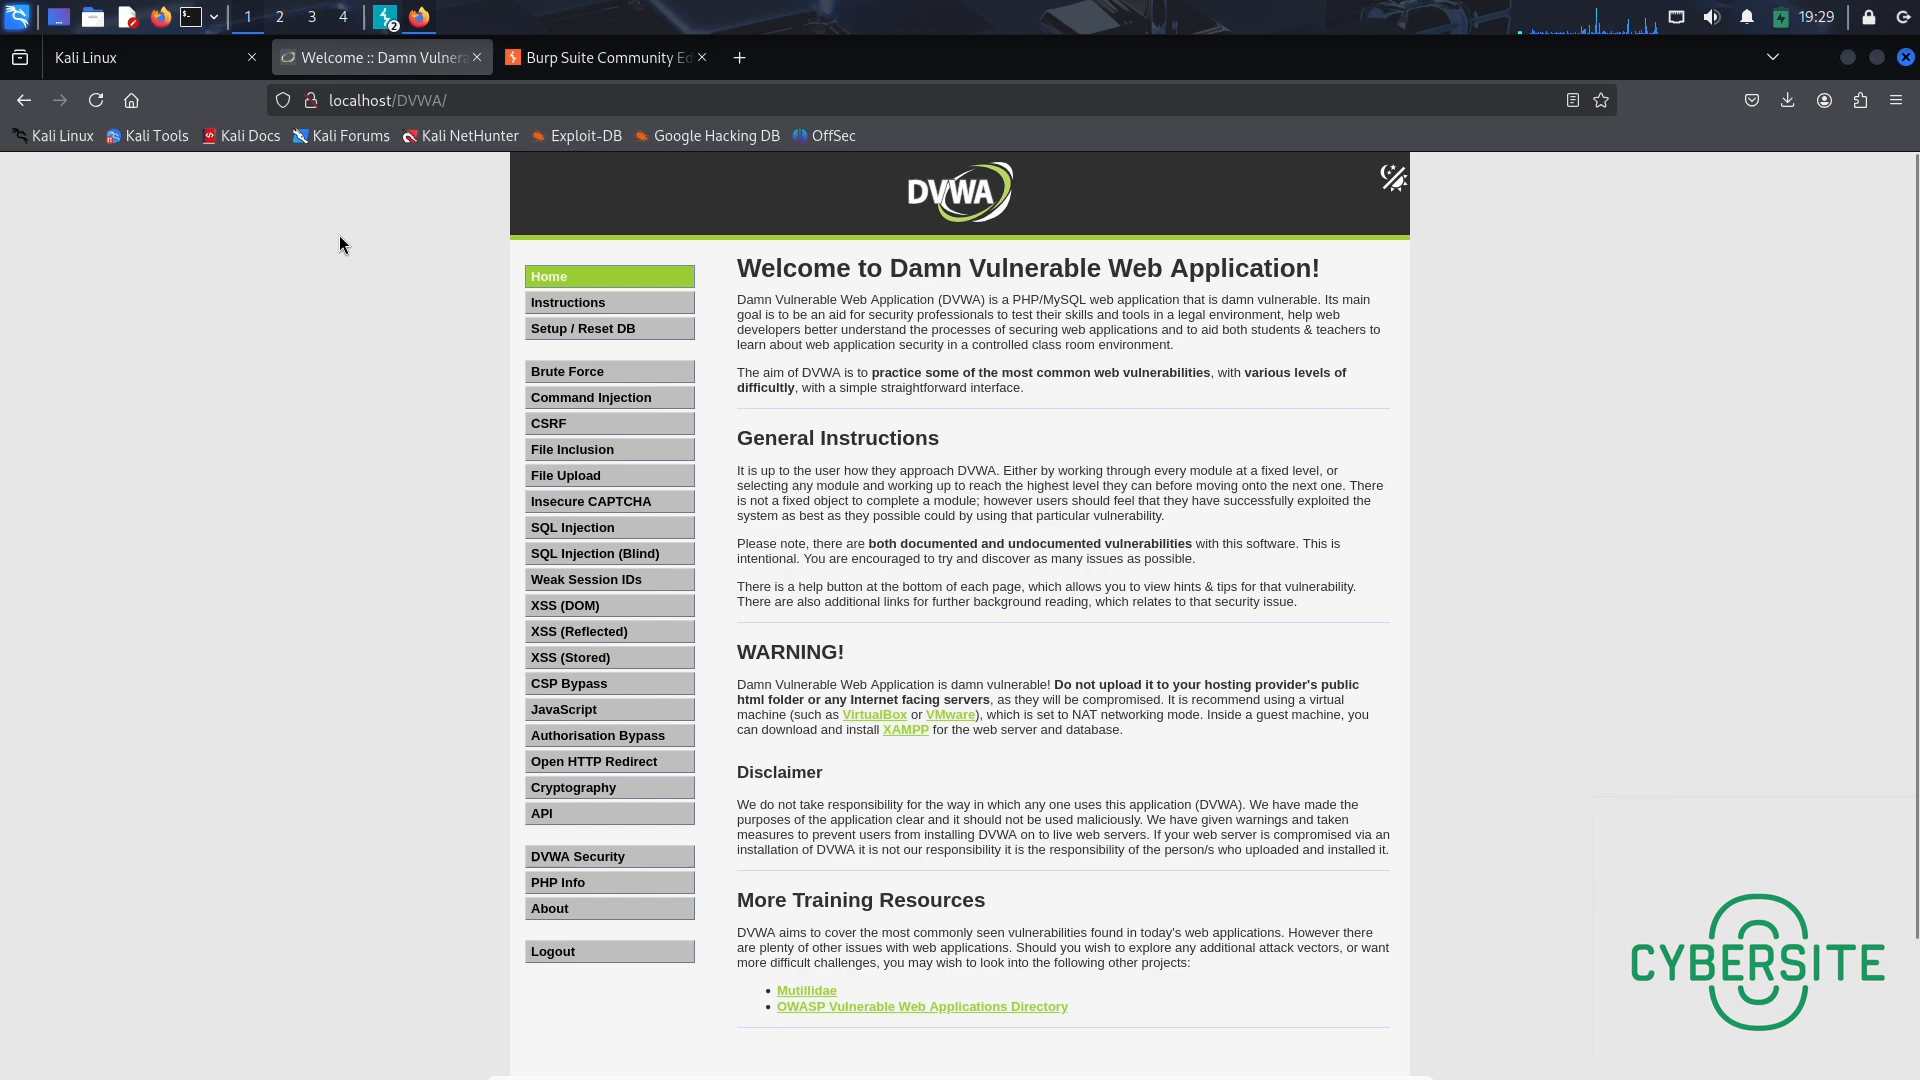 1 2 3 4 2 19:29
Kali Linux
Welcome :: Damn Vulnera
Burp Suite Community Ed
localhost/DVWA/
Kali Linux Kali Tools Kali Docs Kali Forums Kali NetHunter Exploit-DB Google Hacking DB OffSec
DVWA
Home
Instructions
Setup / Reset DB
Brute Force
Command Injection
CSRF
File Inclusion
File Upload
Insecure CAPTCHA
SQL Injection
SQL Injection (Blind)
Weak Session IDs
XSS (DOM)
XSS (Reflected)
XSS (Stored)
CSP Bypass
JavaScript
Authorisation Bypass
Open HTTP Redirect
Cryptography
API
DVWA Security
PHP Info
About
Logout
Welcome to Damn Vulnerable Web Application!
Damn Vulnerable Web Application (DVWA) is a PHP/MySQL web application that is damn vulnerable. Its main
goal is to be an aid for security professionals to test their skills and tools in a legal environment, help web
developers better understand the processes of securing web applications and to aid both students & teachers to
learn about web application security in a controlled class room environment.
The aim of DVWA is to practice some of the most common web vulnerabilities, with various levels of
difficultly, with a simple straightforward interface.
General Instructions
It is up to the user how they approach DVWA. Either by working through every module at a fixed level, or
selecting any module and working up to reach the highest level they can before moving onto the next one. There
is not a fixed object to complete a module; however users should feel that they have successfully exploited the
system as best as they possible could by using that particular vulnerability.
Please note, there are both documented and undocumented vulnerabilities with this software. This is
intentional. You are encouraged to try and discover as many issues as possible.
There is a help button at the bottom of each page, which allows you to view hints & tips for that vulnerability.
There are also additional links for further background reading, which relates to that security issue.
WARNING!
Damn Vulnerable Web Application is damn vulnerable! Do not upload it to your hosting provider's public
html folder or any Internet facing servers, as they will be compromised. It is recommend using a virtual
machine (such as VirtualBox or VMware), which is set to NAT networking mode. Inside a guest machine, you
can download and install XAMPP for the web server and database.
Disclaimer
We do not take responsibility for the way in which any one uses this application (DVWA). We have made the
purposes of the application clear and it should not be used maliciously. We have given warnings and taken
measures to prevent users from installing DVWA on to live web servers. If your web server is compromised via an
installation of DVWA it is not our responsibility it is the responsibility of the person/s who uploaded and installed it.
More Training Resources
DVWA aims to cover the most commonly seen vulnerabilities found in today's web applications. However there
are plenty of other issues with web applications. Should you wish to explore any additional attack vectors, or want
more difficult challenges, you may wish to look into the following other projects:
• Mutillidae
• OWASP Vulnerable Web Applications Directory
CYBERSITE